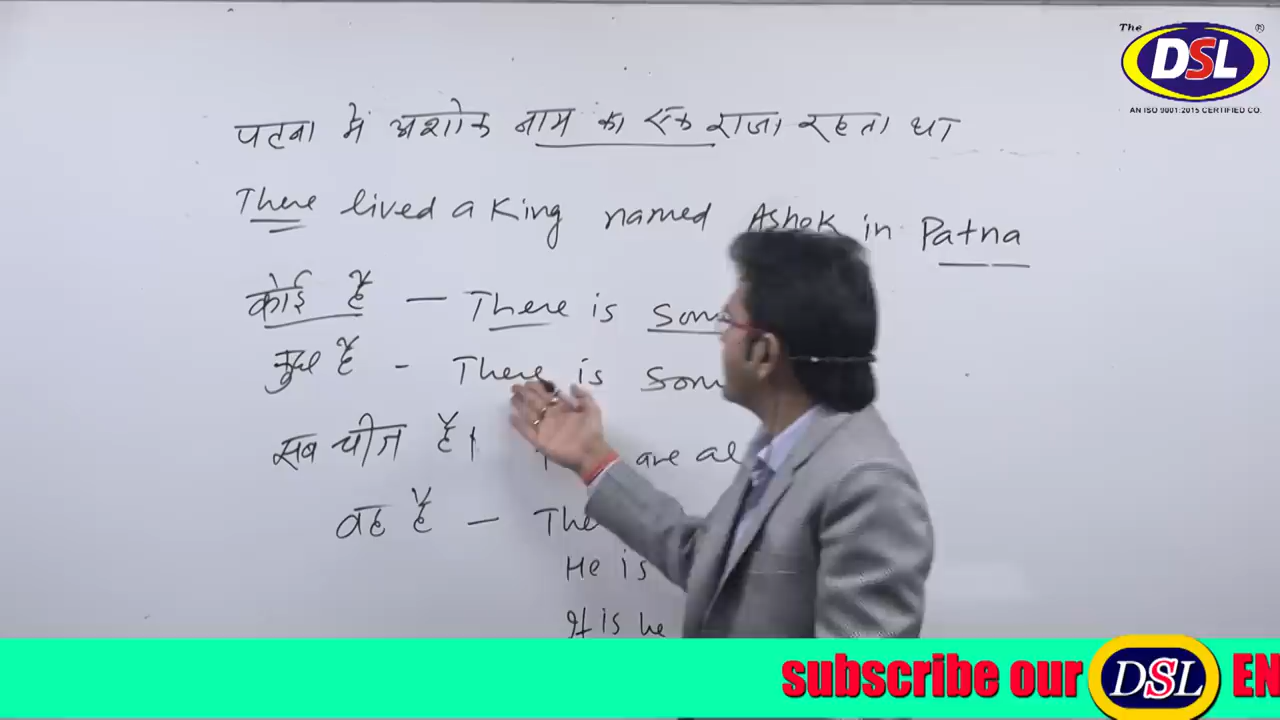 The
DSL
®
AN ISO 9001:2015 CERTIFIED CO.
पटना में अशोक नाम का एक राजा रहता था
There lived a King named Ashok in Patna
कोई है - There is Som
कुछ है - There is Som
सब चीज है। are al
वह है - The
He is
It is he
subscribe our DSL EN